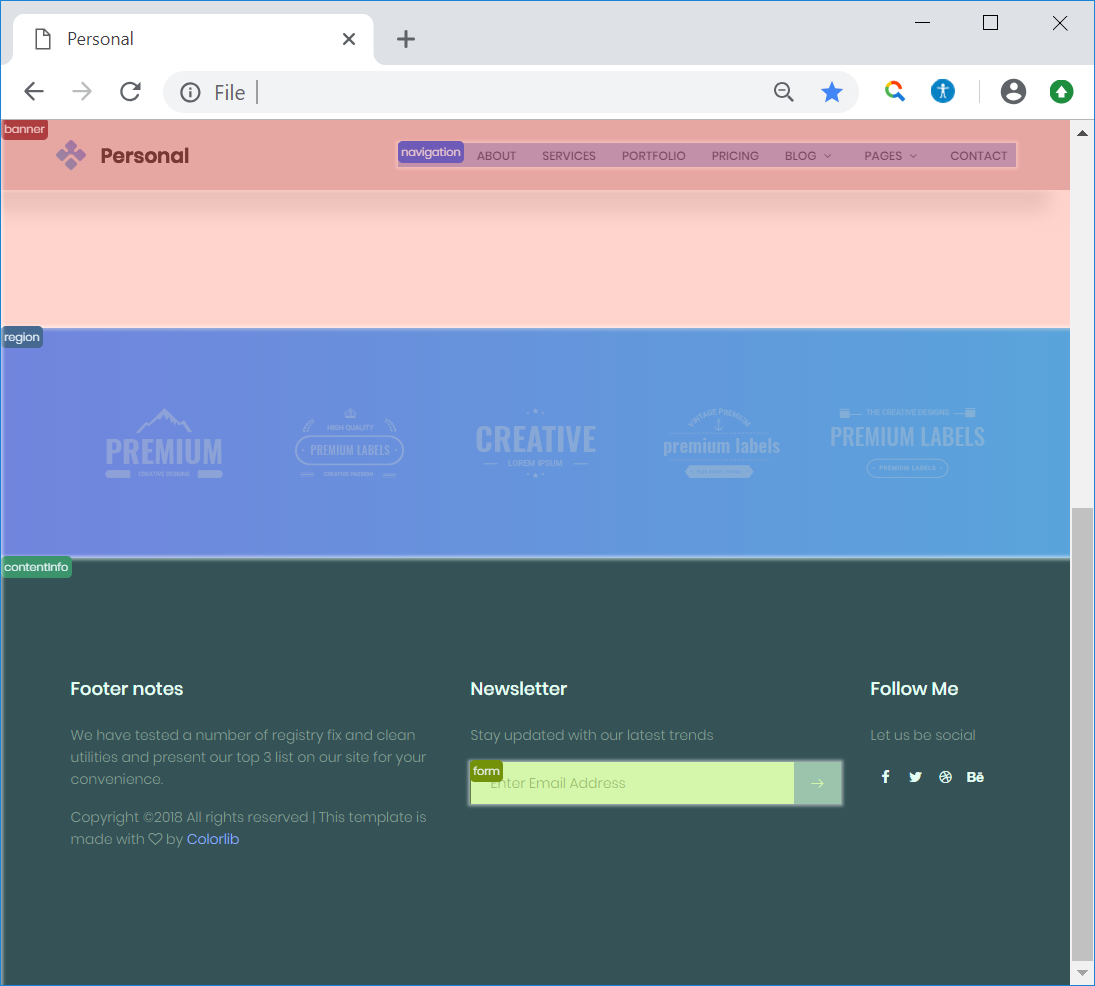 Personal
File
banner
Personal
navigation ABOUT SERVICES PORTFOLIO PRICING BLOG PAGES CONTACT
region
PREMIUM
CREATIVE DESIGNS
HIGH QUALITY
PREMIUM LABELS
CREATIVE PASSION
CREATIVE
LOREM IPSUM
VINTAGE PREMIUM
premium labels
THE CREATIVE DESIGNS
PREMIUM LABELS
PREMIUM LABELS
contentinfo
Footer notes
We have tested a number of registry fix and clean
utilities and present our top 3 list on our site for your
convenience.
Copyright ©2018 All rights reserved | This template is
made with ♡ by Colorlib
Newsletter
Stay updated with our latest trends
form
Enter Email Address
Follow Me
Let us be social
Bē